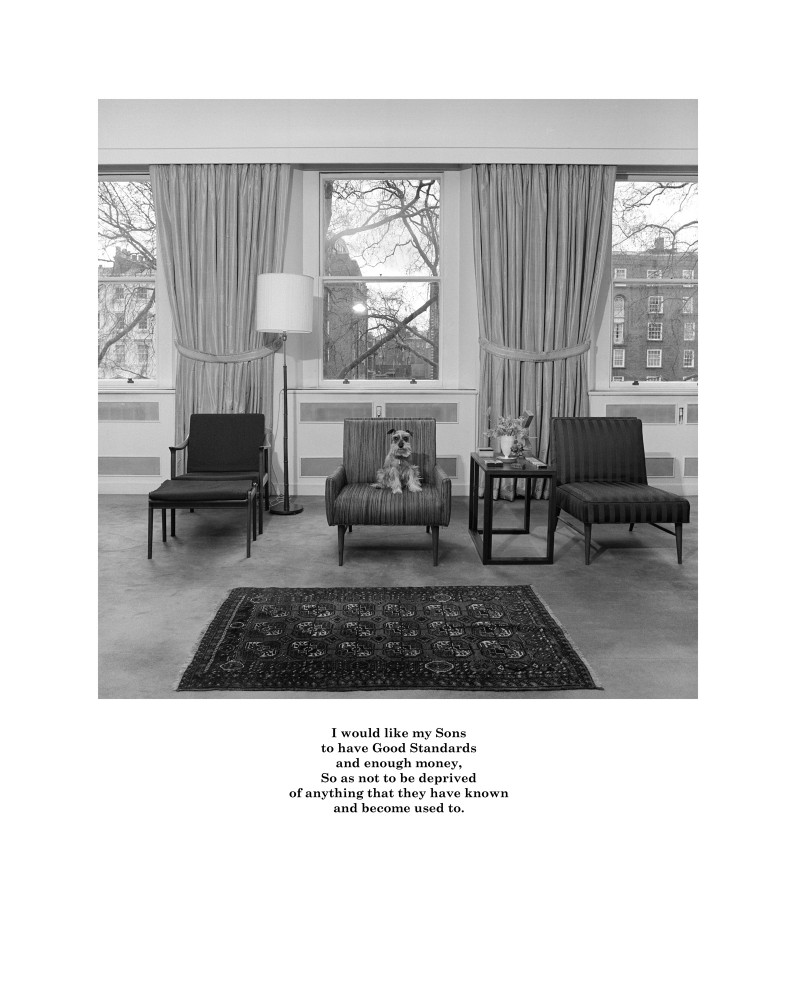 I would like my Sons
to have Good Standards
and enough money,
So as not to be deprived
of anything that they have known
and become used to.